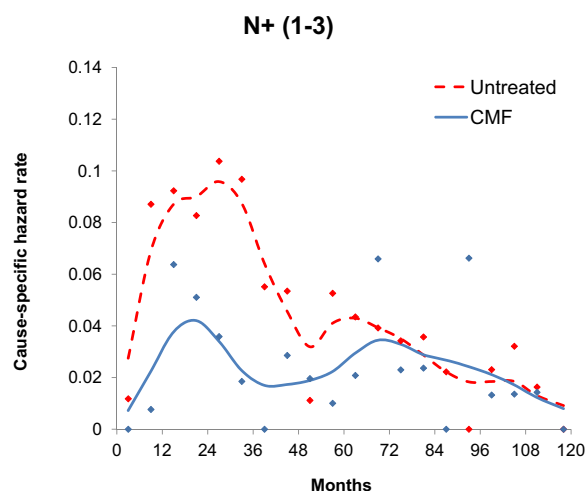 N+ (1-3)
0.14
0.12
0.1
0.08
0.06
0.04
0.02
0
Cause-specific hazard rate
Untreated
CMF
0 12 24 36 48 60 72 84 96 108 120
Months